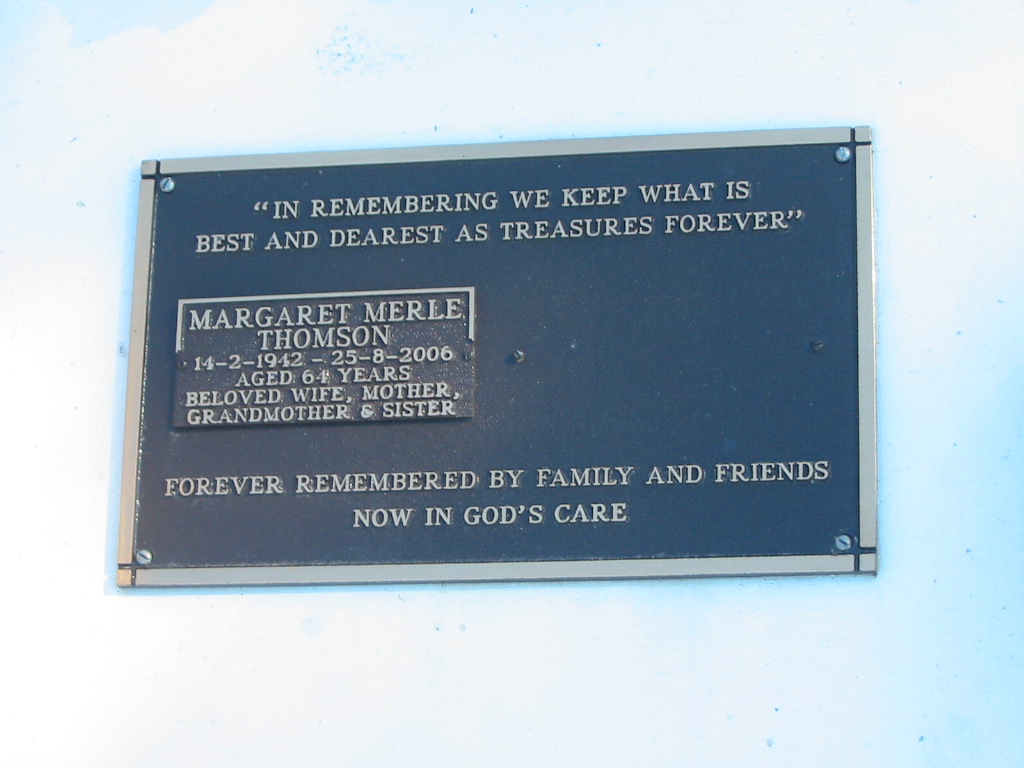 “IN REMEMBERING WE KEEP WHAT IS
BEST AND DEAREST AS TREASURES FOREVER”
MARGARET MERLE
THOMSON
14-2-1942 - 25-8-2006
AGED 64 YEARS
BELOVED WIFE, MOTHER,
GRANDMOTHER & SISTER
FOREVER REMEMBERED BY FAMILY AND FRIENDS
NOW IN GOD'S CARE